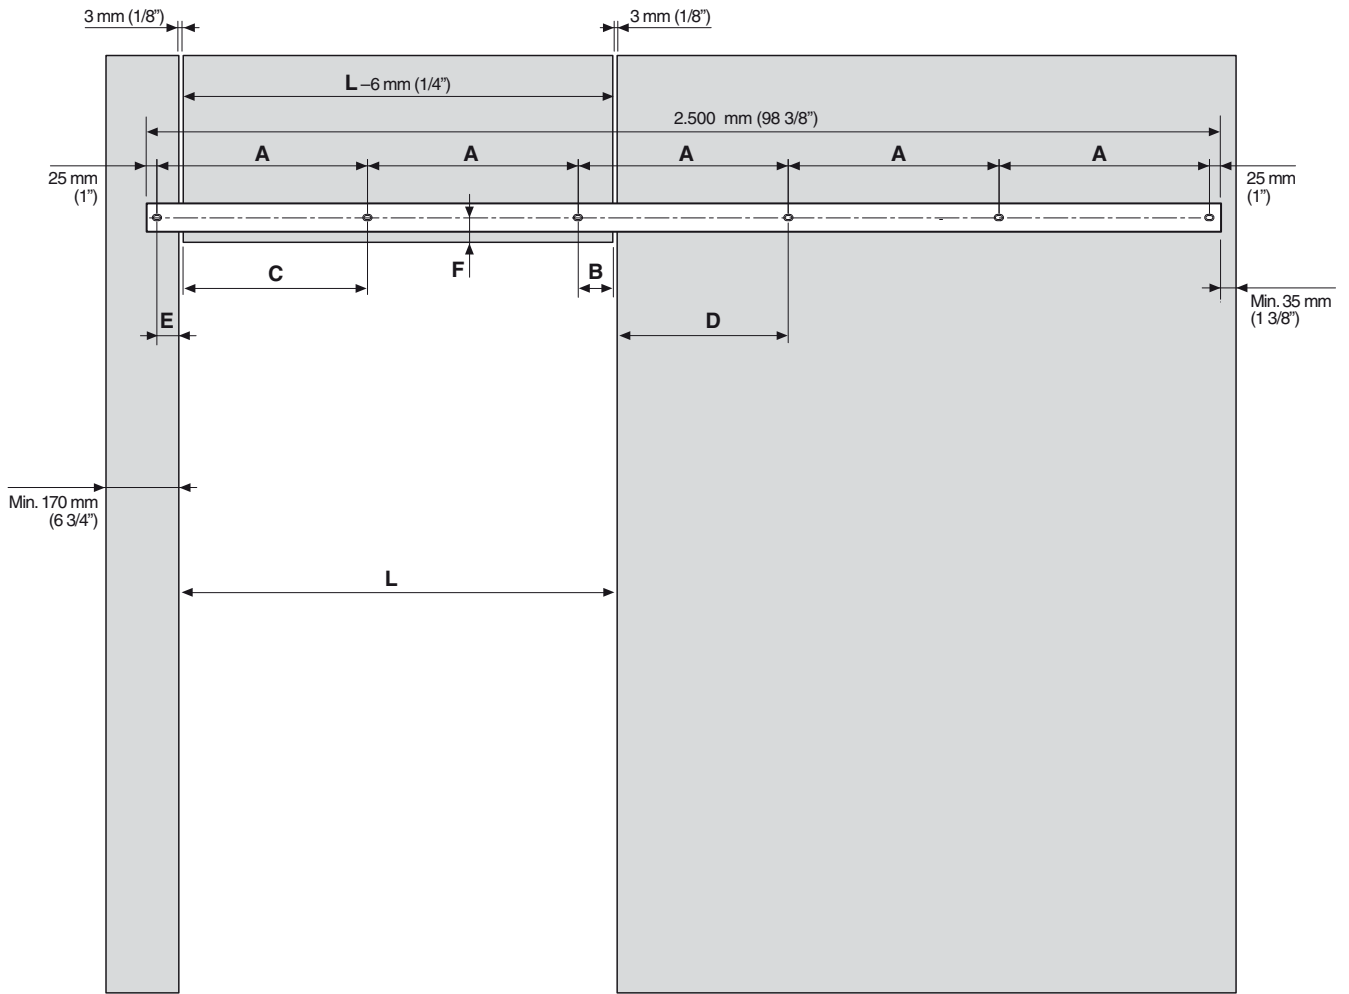 3 mm (1/8”)
3 mm (1/8”)
L –6 mm (1/4”)
2.500 mm (98 3/8”)
A
A
A
A
A
25 mm
(1”)
25 mm
(1”)
C
F
B
E
D
Min. 35 mm
(1 3/8”)
Min. 170 mm
(6 3/4”)
L